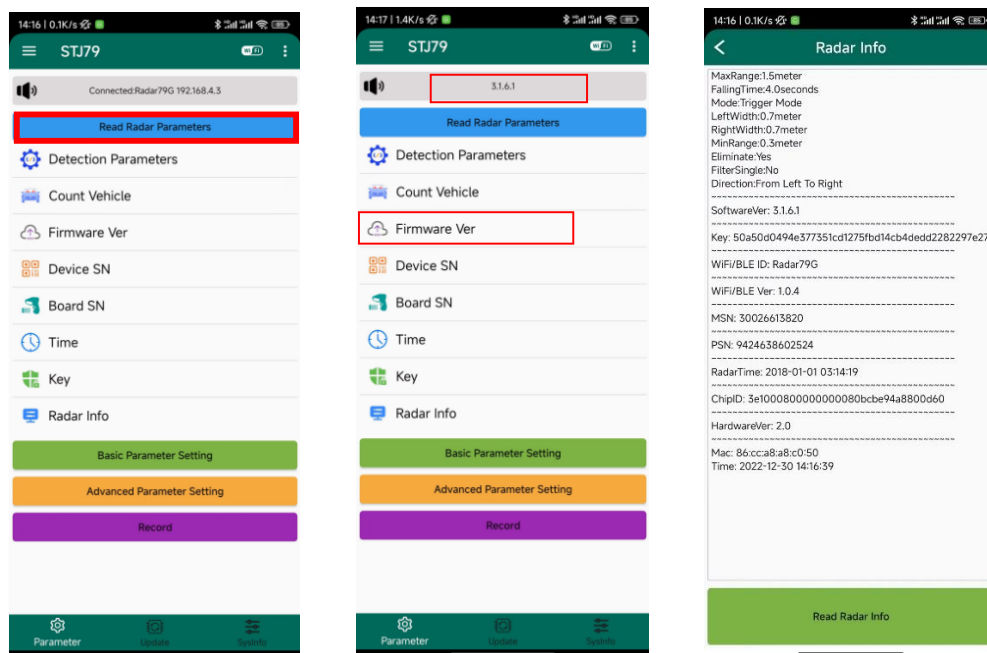 14:16 | 0.1K/s
STJ79
WiFi
Connected:Radar79G 192.168.4.3
Read Radar Parameters
Detection Parameters
Count Vehicle
Firmware Ver
Device SN
Board SN
Time
Key
Radar Info
Basic Parameter Setting
Advanced Parameter Setting
Record
Parameter
Update
SysInfo
14:17 | 1.4K/s
STJ79
WiFi
3.1.6.1
Read Radar Parameters
Detection Parameters
Count Vehicle
Firmware Ver
Device SN
Board SN
Time
Key
Radar Info
Basic Parameter Setting
Advanced Parameter Setting
Record
Parameter
Update
SysInfo
14:16 | 0.1K/s
Radar Info
MaxRange:1.5meter
FallingTime:4.0seconds
Mode:Trigger Mode
LeftWidth:0.7meter
RightWidth:0.7meter
MinRange:0.3meter
Eliminate:Yes
FilterSingle:No
Direction:From Left To Right
~~~~~~~~~~~~~~~~~~~~~~~~~~~~~~
SoftwareVer: 3.1.6.1
~~~~~~~~~~~~~~~~~~~~~~~~~~~~~~
Key: 50a50d0494e377351cd1275fbd14cb4dedd2282297e27
~~~~~~~~~~~~~~~~~~~~~~~~~~~~~~
WiFi/BLE ID: Radar79G
~~~~~~~~~~~~~~~~~~~~~~~~~~~~~~
WiFi/BLE Ver: 1.0.4
~~~~~~~~~~~~~~~~~~~~~~~~~~~~~~
MSN: 30026613820
~~~~~~~~~~~~~~~~~~~~~~~~~~~~~~
PSN: 9424638602524
~~~~~~~~~~~~~~~~~~~~~~~~~~~~~~
RadarTime: 2018-01-01 03:14:19
~~~~~~~~~~~~~~~~~~~~~~~~~~~~~~
ChipID: 3e1000800000000080bcbe94a8800d60
~~~~~~~~~~~~~~~~~~~~~~~~~~~~~~
HardwareVer: 2.0
~~~~~~~~~~~~~~~~~~~~~~~~~~~~~~
Mac: 86:cc:a8:a8:c0:50
Time: 2022-12-30 14:16:39
Read Radar Info